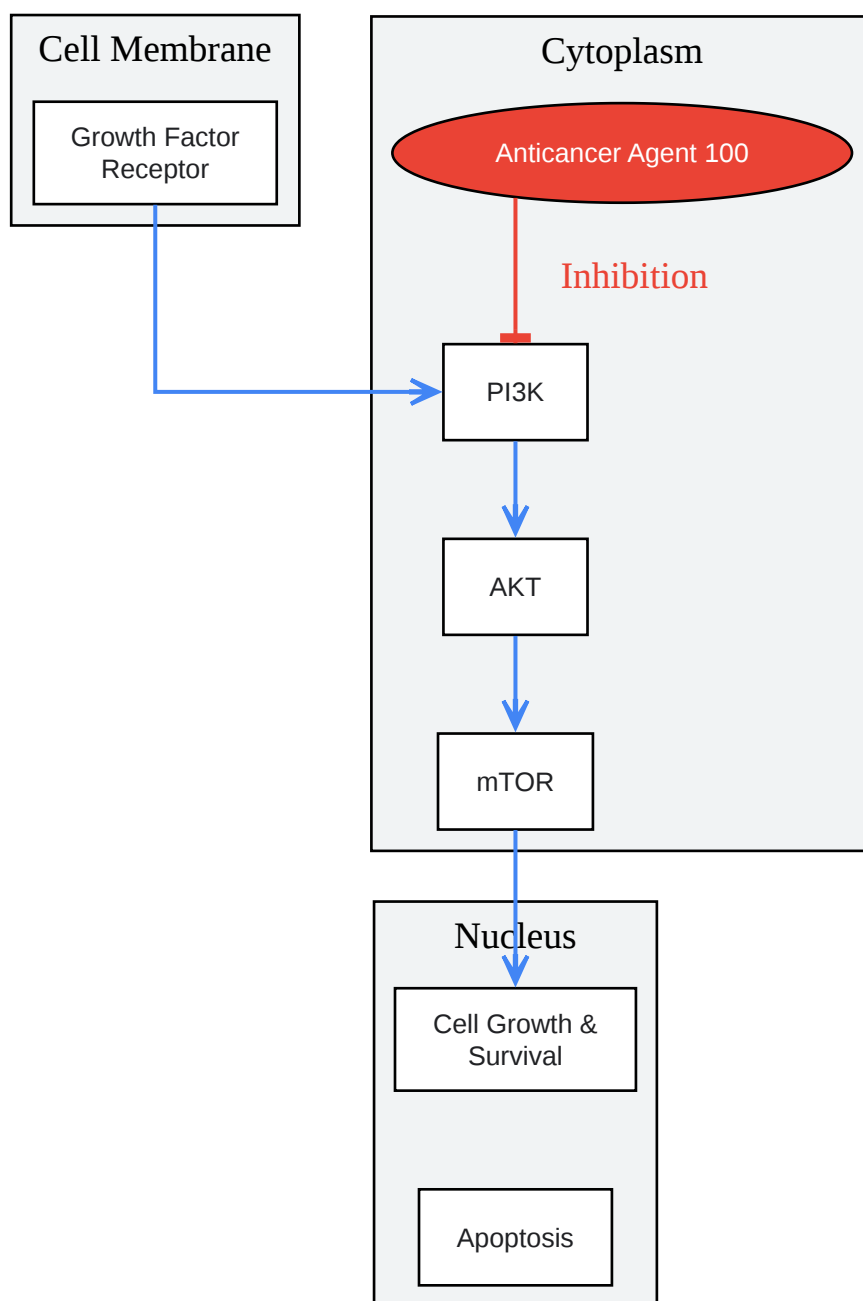 Cell Membrane
Growth Factor
Receptor
Cytoplasm
Anticancer Agent 100
Inhibition
PI3K
AKT
mTOR
Nucleus
Cell Growth &
Survival
Apoptosis